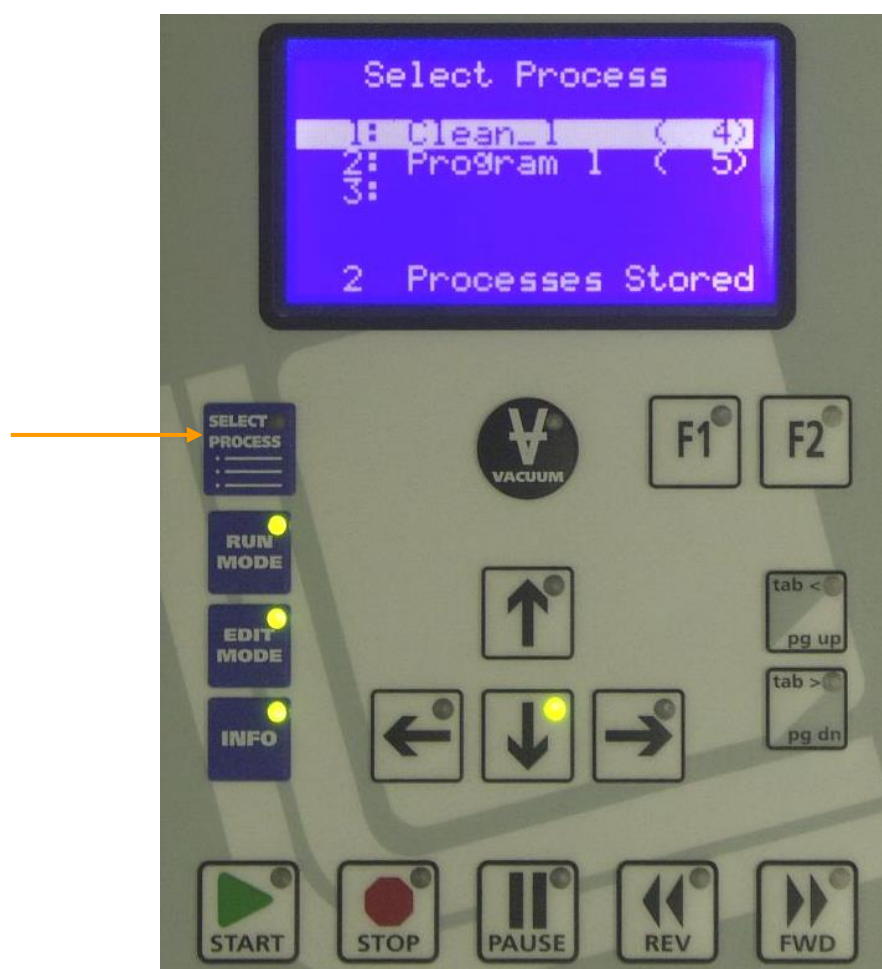 Select Process
1: Clean_1 ( 4)
2: Program 1 ( 5)
3:
2 Processes Stored
SELECT
PROCESS
VACUUM
F1
F2
RUN
MODE
EDIT
MODE
INFO
tab <
pg up
tab >
pg dn
START
STOP
PAUSE
REV
FWD